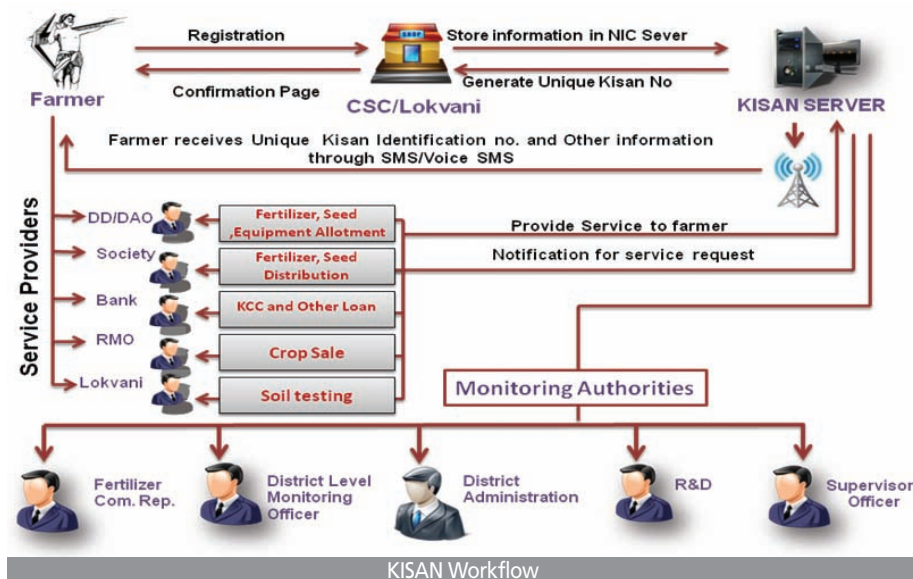 Registration
Store information in NIC Sever
SHOP
Confirmation Page
Generate Unique Kisan No
Farmer
CSC/Lokvani
KISAN SERVER
Farmer receives Unique Kisan Identification no. and Other information
through SMS/Voice SMS
Service Providers
DD/DAO
Fertilizer, Seed
,Equipment Allotment
Provide Service to farmer
Society
Fertilizer, Seed
Distribution
Notification for service request
Bank
KCC and Other Loan
RMO
Crop Sale
Lokvani
Soil testing
Monitoring Authorities
Fertilizer
Com. Rep.
District Level
Monitoring
Officer
District
Administration
R&D
Supervisor
Officer
KISAN Workflow